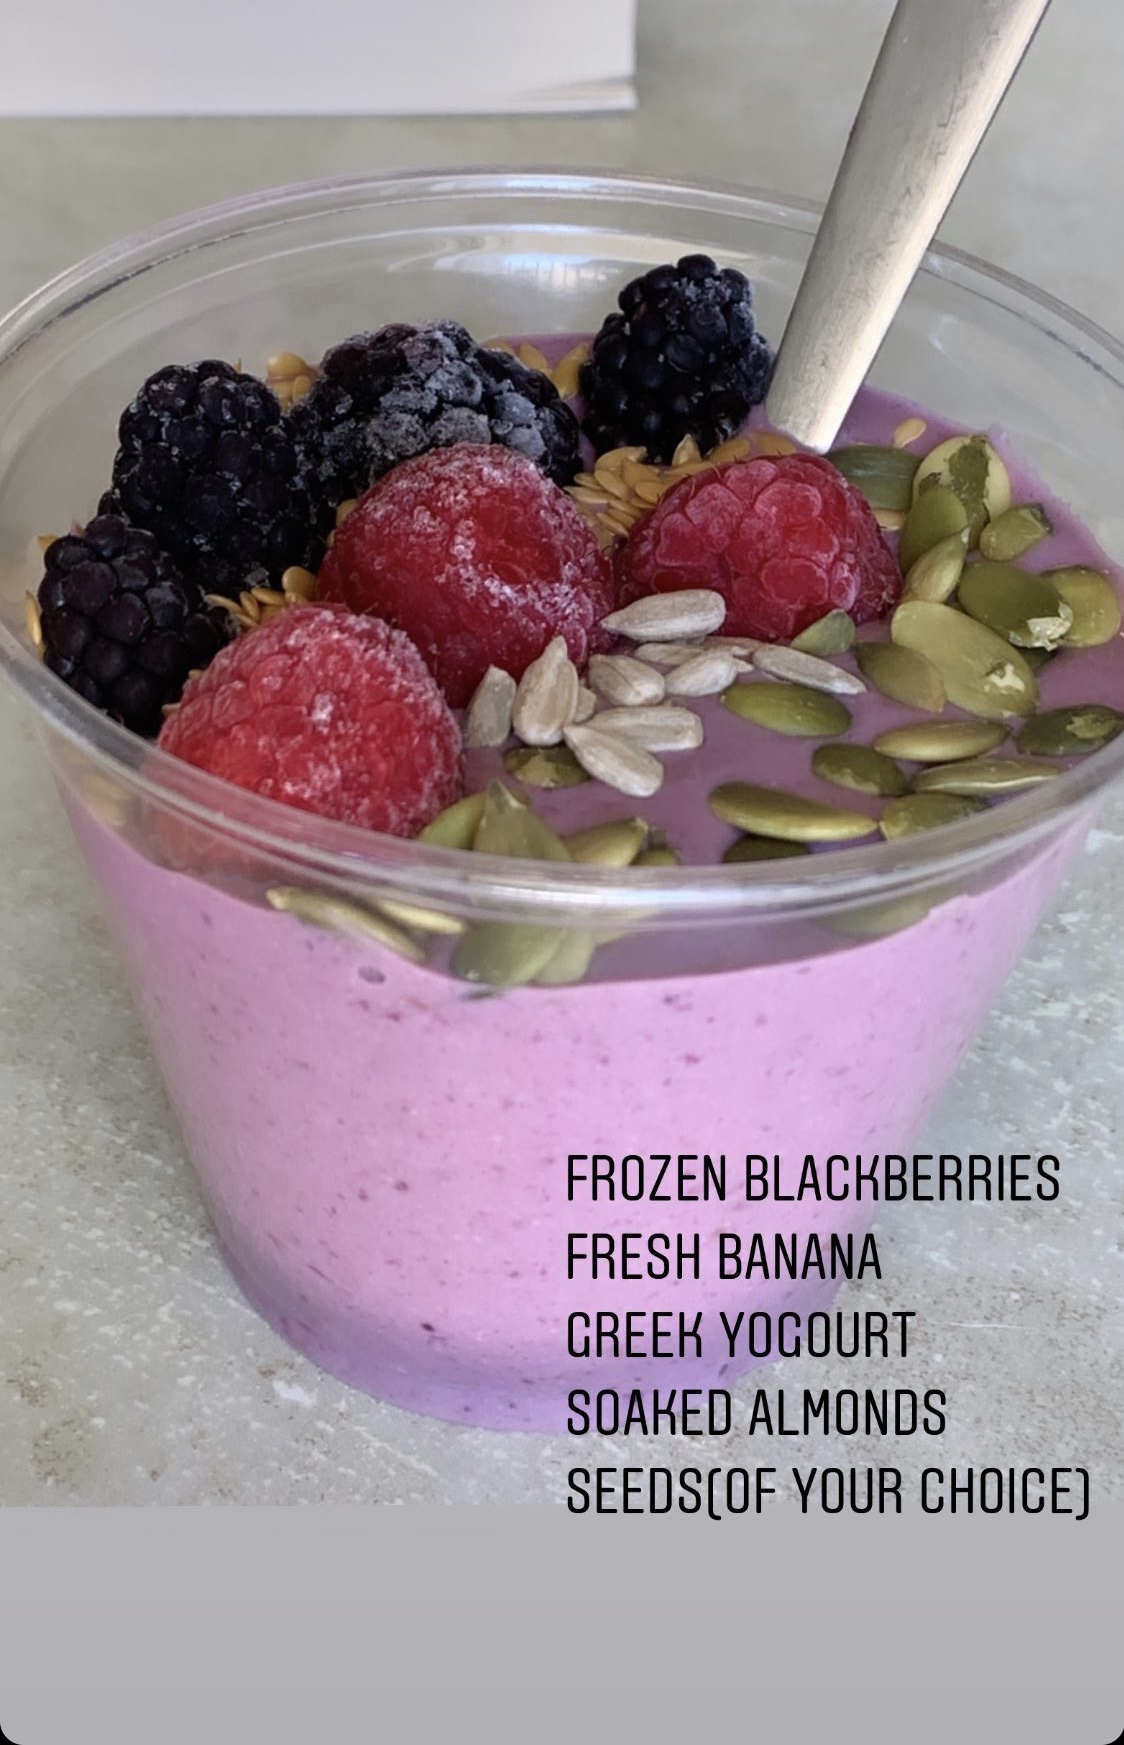 FROZEN BLACKBERRIES
FRESH BANANA
GREEK YOGOURT
SOAKED ALMONDS
SEEDS(OF YOUR CHOICE)